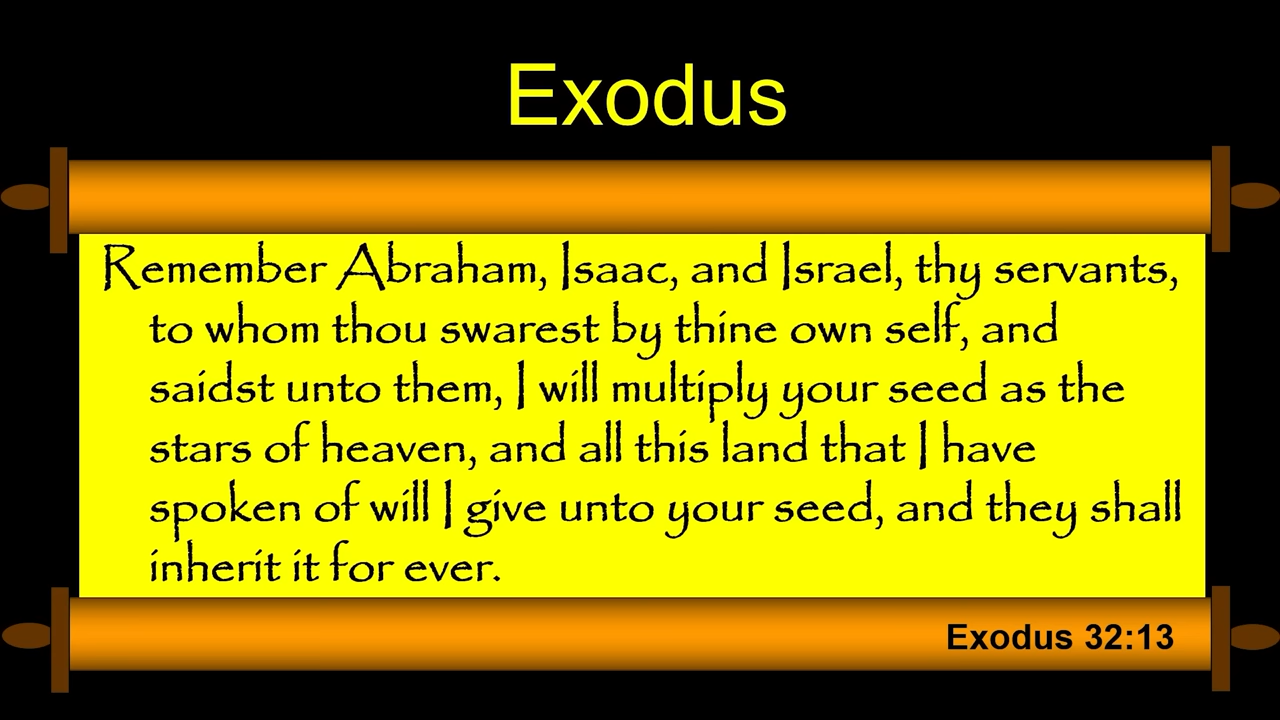 Exodus
Remember Abraham, Isaac, and Israel, thy servants,
to whom thou swarest by thine own self, and
saidst unto them, I will multiply your seed as the
stars of heaven, and all this land that I have
spoken of will I give unto your seed, and they shall
inherit it for ever.
Exodus 32:13